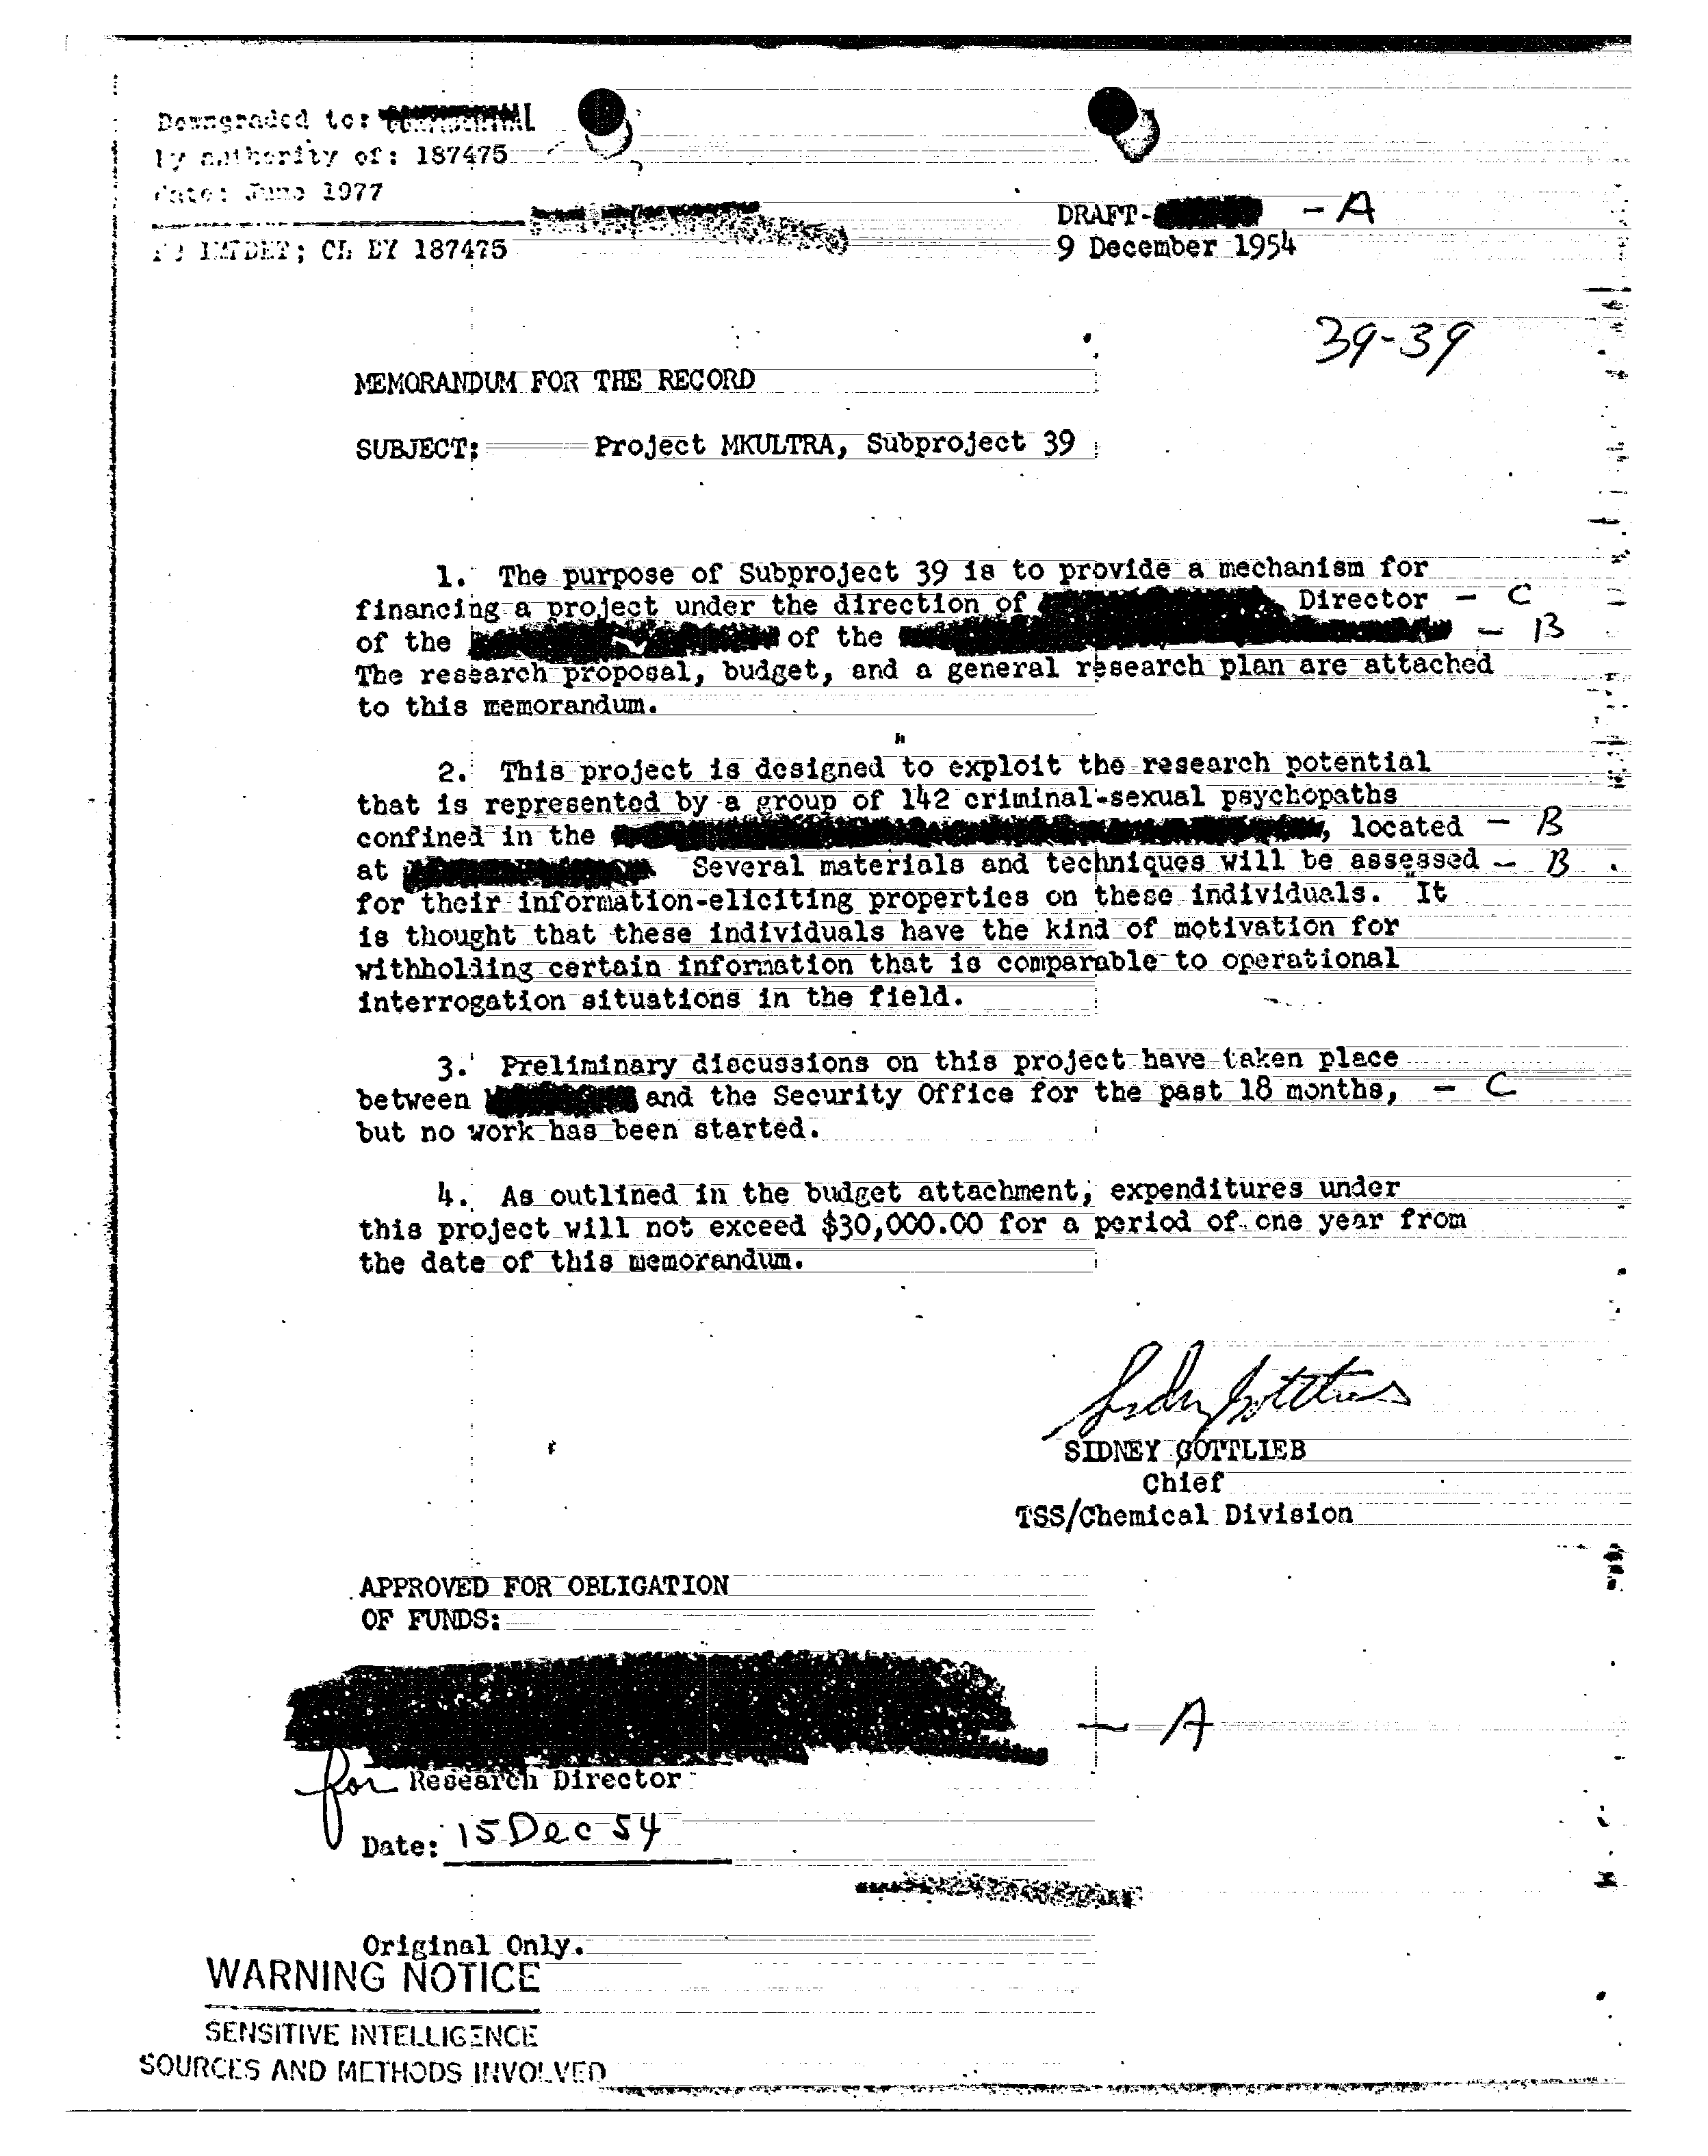 Downgraded to: CONFIDENTIAL
by authority of: 187475
date: June 1977
IMPDET; CL BY 187475
DRAFT- - A
9 December 1954
39-39
MEMORANDUM FOR THE RECORD
SUBJECT: Project MKULTRA, Subproject 39
1. The purpose of Subproject 39 is to provide a mechanism for
financing a project under the direction of Director - C
of the of the - B
The research proposal, budget, and a general research plan are attached
to this memorandum.
2. This project is designed to exploit the research potential
that is represented by a group of 142 criminal-sexual psychopaths
confined in the , located - B
at Several materials and techniques will be assessed - B
for their information-eliciting properties on these individuals. It
is thought that these individuals have the kind of motivation for
withholding certain information that is comparable to operational
interrogation situations in the field.
3. Preliminary discussions on this project have taken place
between and the Security Office for the past 18 months, - C
but no work has been started.
4. As outlined in the budget attachment, expenditures under
this project will not exceed $30,000.00 for a period of one year from
the date of this memorandum.
Sidney Gottlieb
SIDNEY GOTTLIEB
Chief
TSS/Chemical Division
APPROVED FOR OBLIGATION
OF FUNDS:
- A
for Research Director
Date: 15 Dec 54
Original Only.
WARNING NOTICE
SENSITIVE INTELLIGENCE
SOURCES AND METHODS INVOLVED